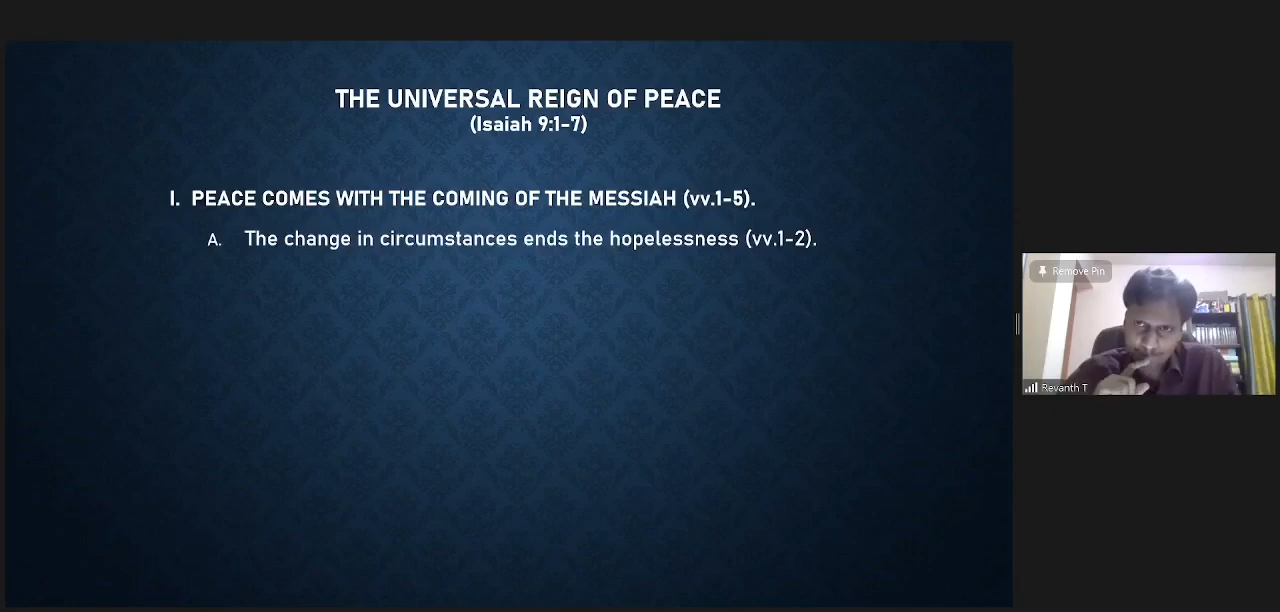 THE UNIVERSAL REIGN OF PEACE
(Isaiah 9:1-7)
I. PEACE COMES WITH THE COMING OF THE MESSIAH (vv.1-5).
A. The change in circumstances ends the hopelessness (vv.1-2).
Remove Pin
Revanth T